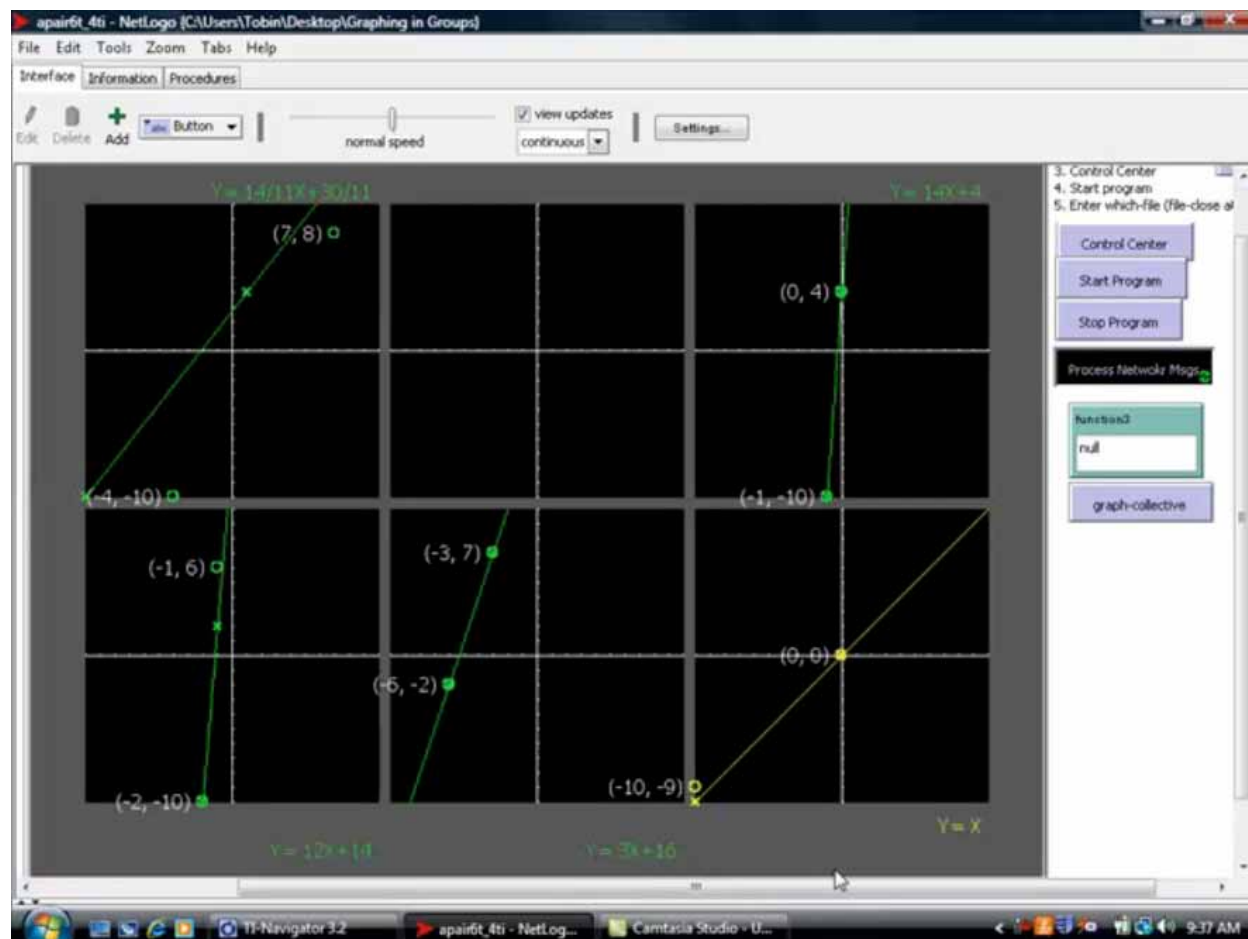 apair6t_4ti - NetLogo {C:\Users\Tobin\Desktop\Graphing in Groups}
File Edit Tools Zoom Tabs Help
Interface Information Procedures
Edit Delete Add Button normal speed view updates continuous Settings...
3. Control Center
4. Start program
5. Enter which-file (file-close al
Y= 14/11X+30/11
Y= 14X+4
(7, 8)
(0, 4)
(-4, -10)
(-1, -10)
(-1, 6)
(-3, 7)
(0, 0)
(-6, -2)
(-10, -9)
(-2, -10)
Y= X
Y= 12X+14
Y= 3X+16
Control Center
Start Program
Stop Program
Process Netwokr Msgs
function3
null
graph-collective
TI-Navigator 3.2
apair6t_4ti - NetLog...
Camtasia Studio - U...
9:37 AM